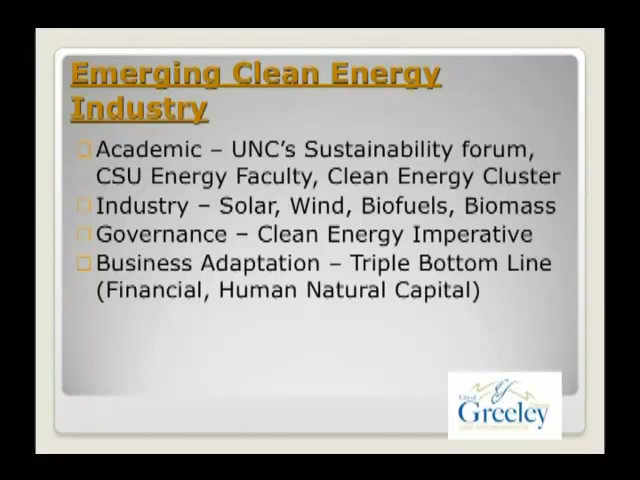 Emerging Clean Energy
Industry
Academic – UNC's Sustainability forum,
CSU Energy Faculty, Clean Energy Cluster
Industry – Solar, Wind, Biofuels, Biomass
Governance – Clean Energy Imperative
Business Adaptation – Triple Bottom Line
(Financial, Human Natural Capital)
City of
Greeley